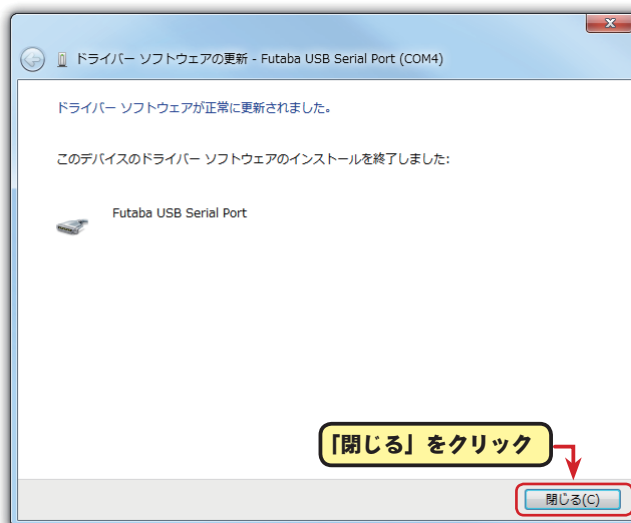 ドライバー ソフトウェアの更新 - Futaba USB Serial Port (COM4)
ドライバー ソフトウェアが正常に更新されました。
このデバイスのドライバー ソフトウェアのインストールを終了しました:
Futaba USB Serial Port
「閉じる」をクリック
閉じる(C)